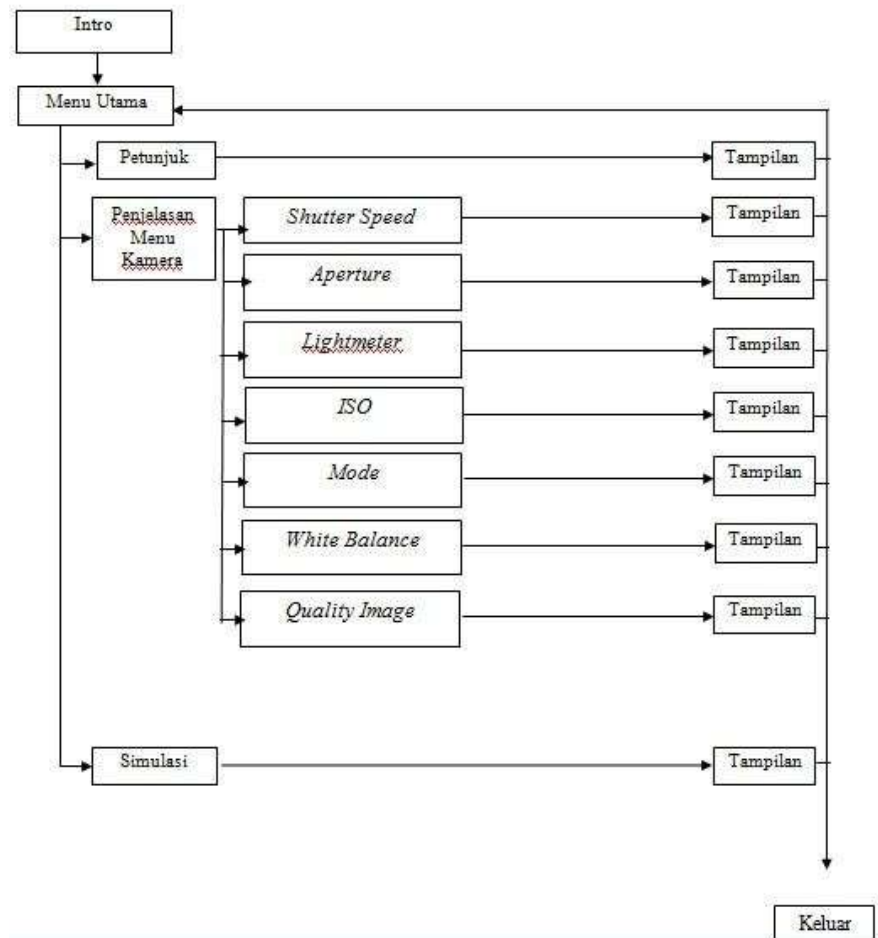 Intro
Menu Utama
Petunjuk
Tampilan
Penjelasan
Menu
Kamera
Shutter Speed
Tampilan
Aperture
Tampilan
Lightmeter
Tampilan
ISO
Tampilan
Mode
Tampilan
White Balance
Tampilan
Quality Image
Tampilan
Simulasi
Tampilan
Keluar